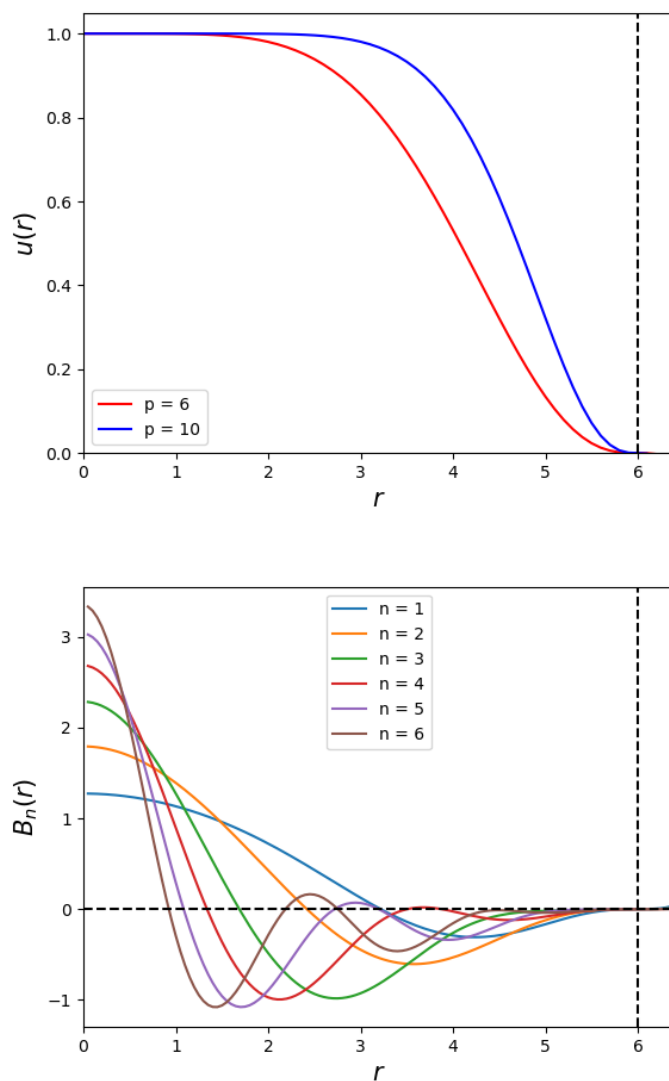 1.0
0.8
0.6
0.4
0.2
0.0
u(r)
p = 6
p = 10
0 1 2 3 4 5 6
r
3
2
1
0
−1
B_n(r)
n = 1
n = 2
n = 3
n = 4
n = 5
n = 6
0 1 2 3 4 5 6
r